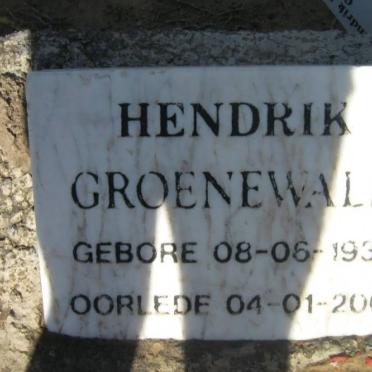 HENDRIK
GROENEWAL
GEBORE 08-06-193
OORLEDE 04-01-200